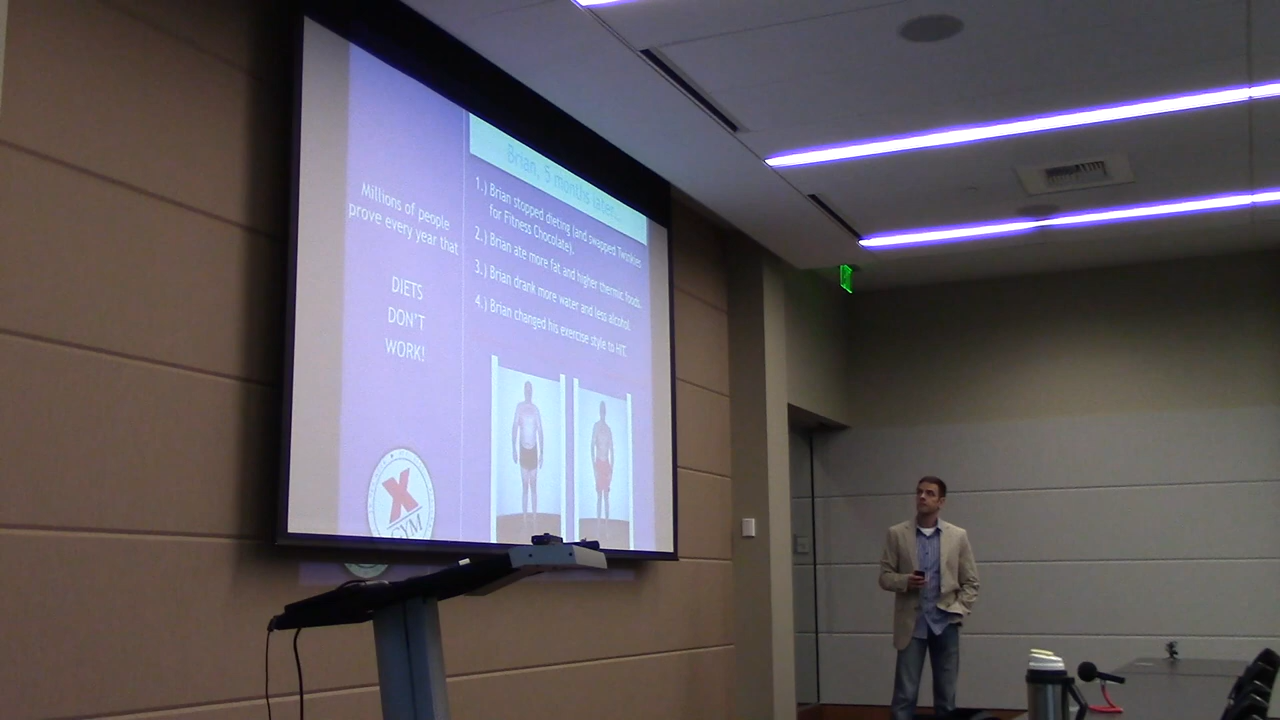 Millions of people
prove every year that
DIETS
DON'T
WORK!
X
GYM
Brian, 5 months later...
1.) Brian stopped dieting (and swapped Twinkies
for Fitness Chocolate).
2.) Brian ate more fat and higher thermic foods.
3.) Brian drank more water and less alcohol.
4.) Brian changed his exercise style to HIT.